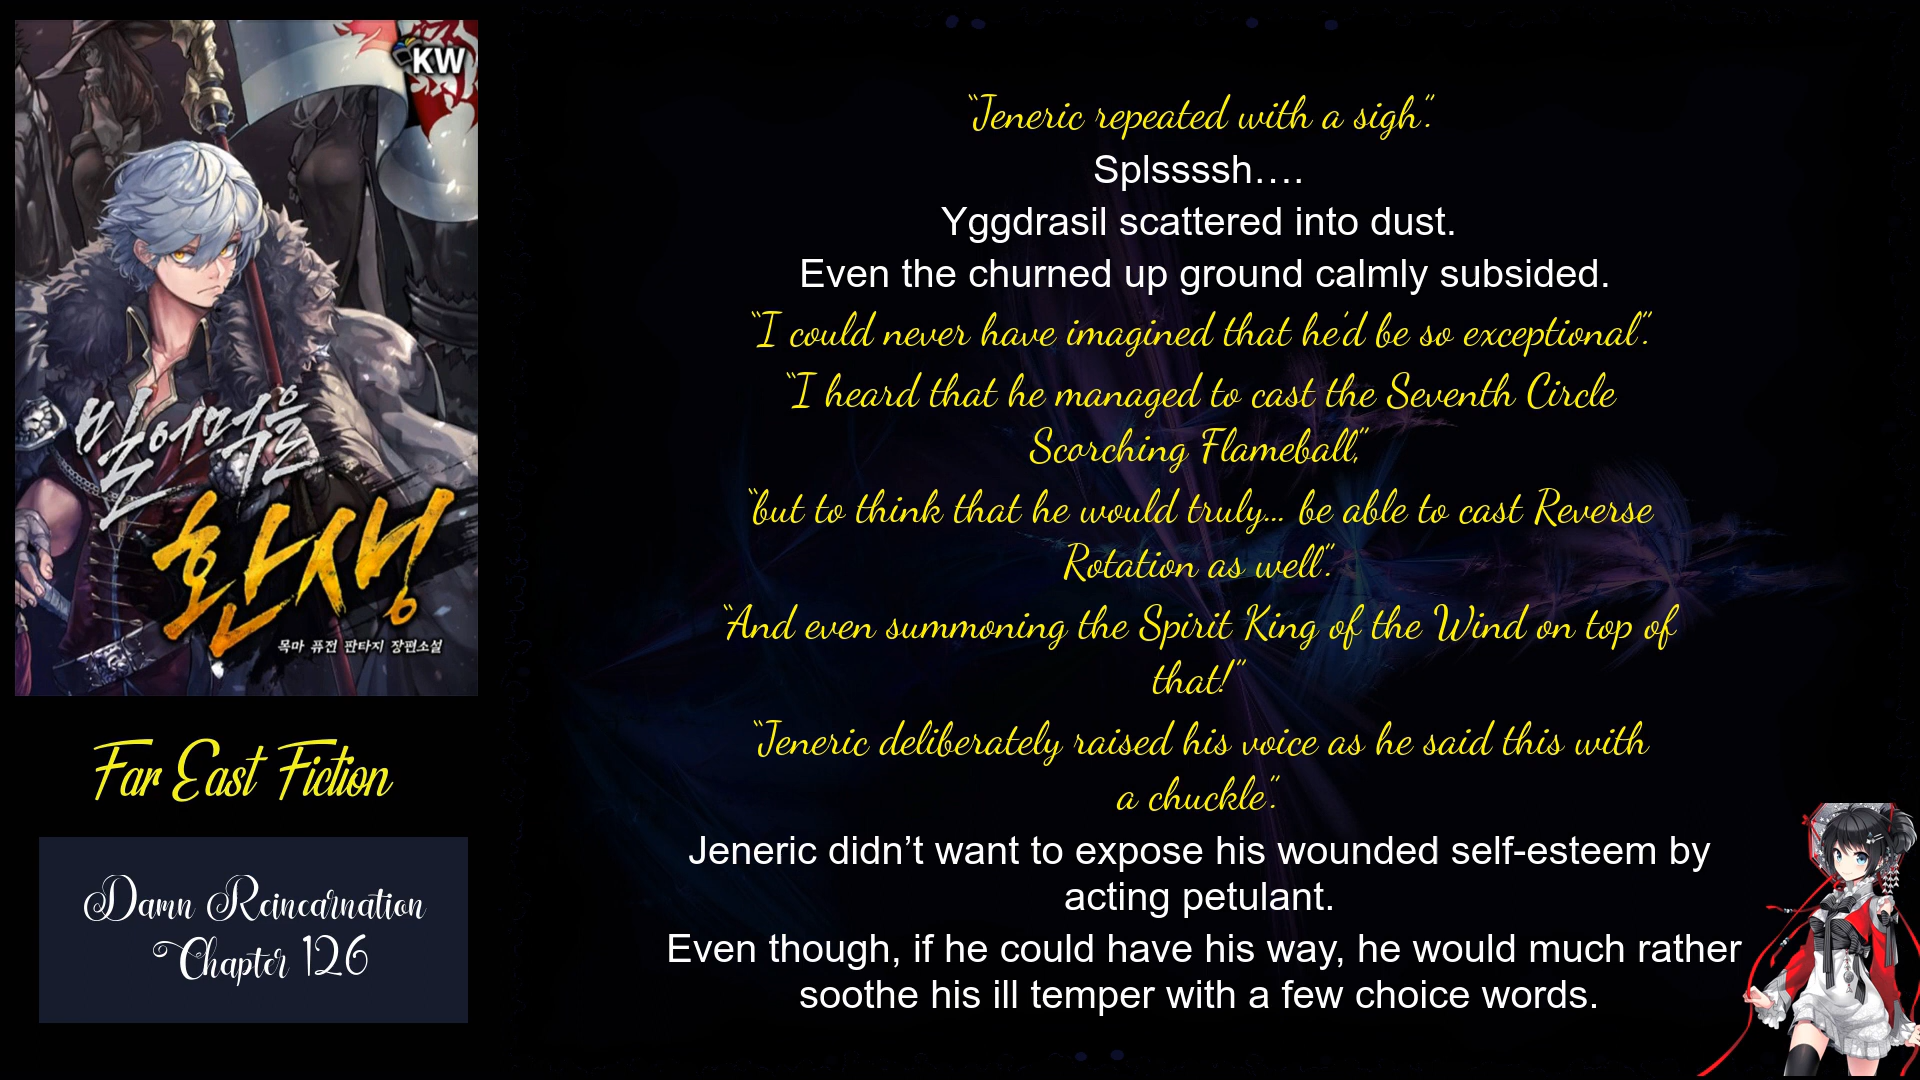 KW
빌어먹을
환생
목마 퓨전 판타지 장편소설
Far East Fiction
Damn Reincarnation
Chapter 126
“Jeneric repeated with a sigh”.
Splssssh….
Yggdrasil scattered into dust.
Even the churned up ground calmly subsided.
“I could never have imagined that he’d be so exceptional”.
“I heard that he managed to cast the Seventh Circle
Scorching Flameball,”
“but to think that he would truly… be able to cast Reverse
Rotation as well”.
“And even summoning the Spirit King of the Wind on top of
that!”
“Jeneric deliberately raised his voice as he said this with
a chuckle”.
Jeneric didn’t want to expose his wounded self-esteem by
acting petulant.
Even though, if he could have his way, he would much rather
soothe his ill temper with a few choice words.